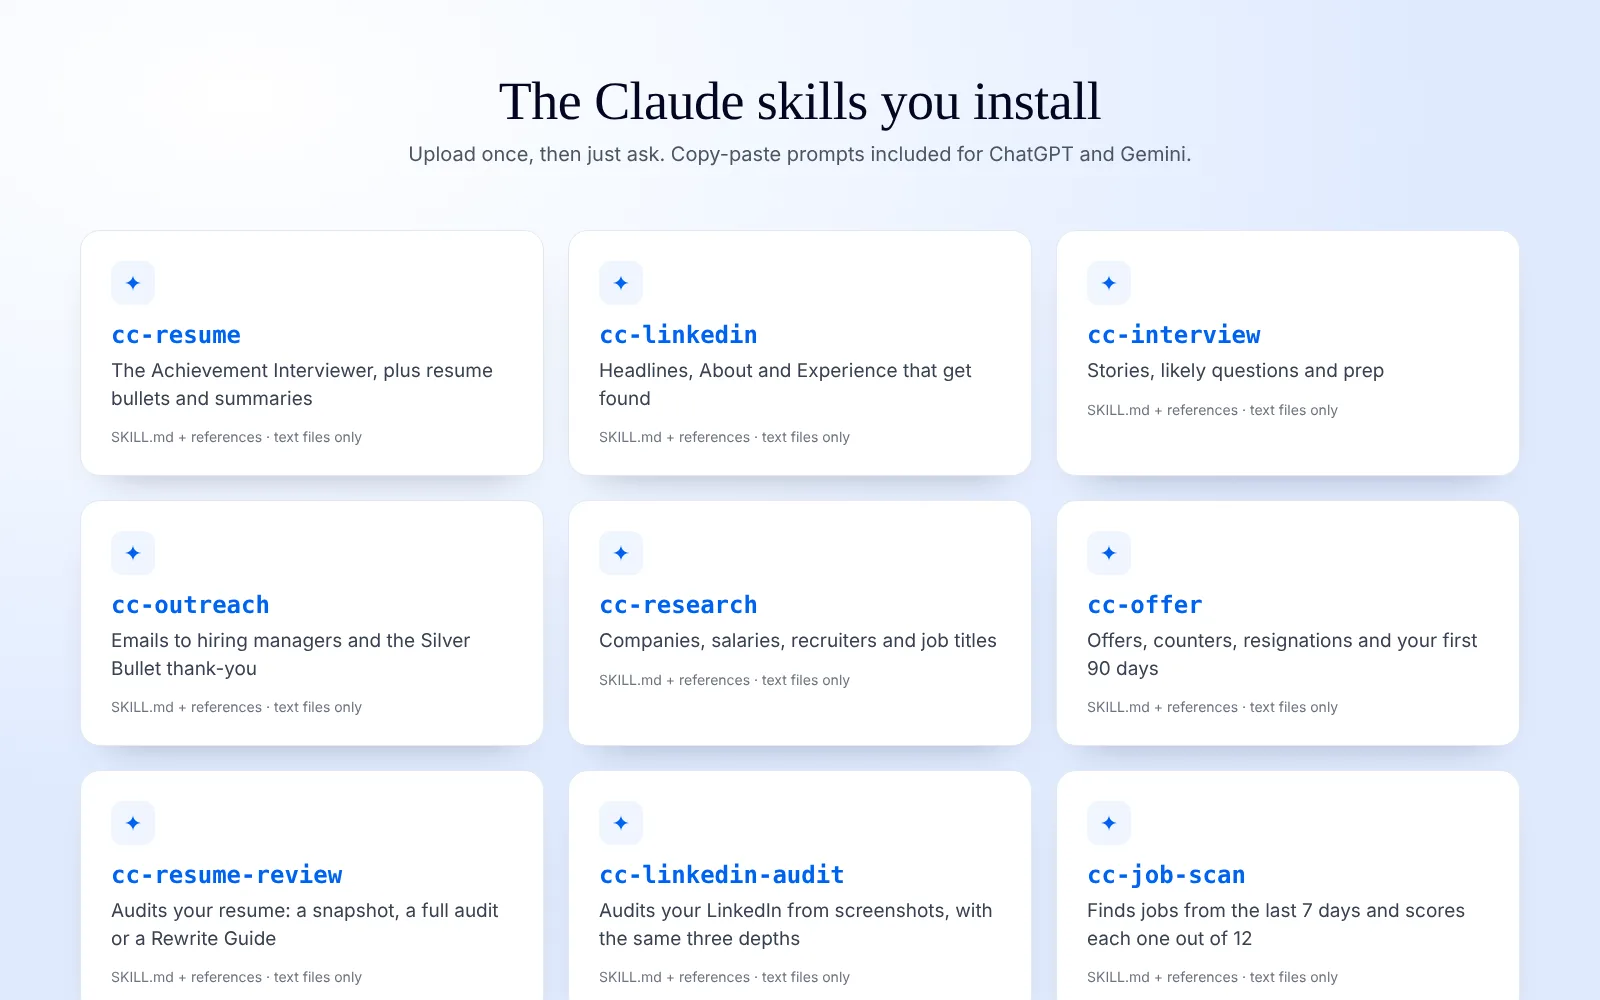 The Claude skills you install
Upload once, then just ask. Copy-paste prompts included for ChatGPT and Gemini.
cc-resume
The Achievement Interviewer, plus resume
bullets and summaries
SKILL.md + references · text files only
cc-linkedin
Headlines, About and Experience that get
found
SKILL.md + references · text files only
cc-interview
Stories, likely questions and prep
SKILL.md + references · text files only
cc-outreach
Emails to hiring managers and the Silver
Bullet thank-you
SKILL.md + references · text files only
cc-research
Companies, salaries, recruiters and job titles
SKILL.md + references · text files only
cc-offer
Offers, counters, resignations and your first
90 days
SKILL.md + references · text files only
cc-resume-review
Audits your resume: a snapshot, a full audit
or a Rewrite Guide
SKILL.md + references · text files only
cc-linkedin-audit
Audits your LinkedIn from screenshots, with
the same three depths
SKILL.md + references · text files only
cc-job-scan
Finds jobs from the last 7 days and scores
each one out of 12
SKILL.md + references · text files only